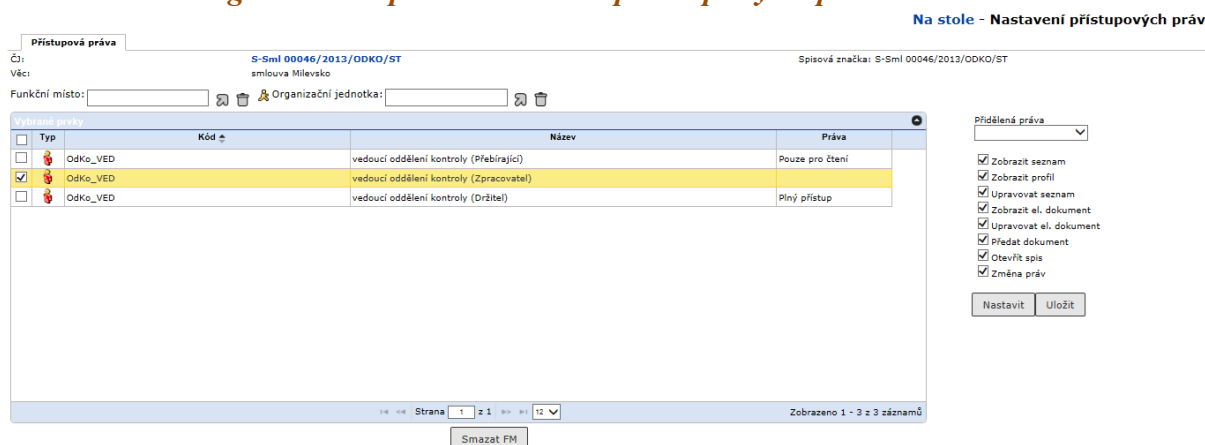 Na stole - Nastavení přístupových práv
Přístupová práva
ČJ: S-Sml 00046/2013/ODKO/ST Spisová značka: S-Sml 00046/2013/ODKO/ST
Věc: smlouva Milevsko
Funkční místo: Organizační jednotka:
Vybrané prvky
Typ Kód Název Práva
OdKo_VED vedoucí oddělení kontroly (Přebírající) Pouze pro čtení
OdKo_VED vedoucí oddělení kontroly (Zpracovatel)
OdKo_VED vedoucí oddělení kontroly (Držitel) Plný přístup
Přidělená práva
Zobrazit seznam
Zobrazit profil
Upravovat seznam
Zobrazit el. dokument
Upravovat el. dokument
Předat dokument
Otevřít spis
Změna práv
Nastavit Uložit
Strana 1 z 1 12 Zobrazeno 1 - 3 z 3 záznamů
Smazat FM